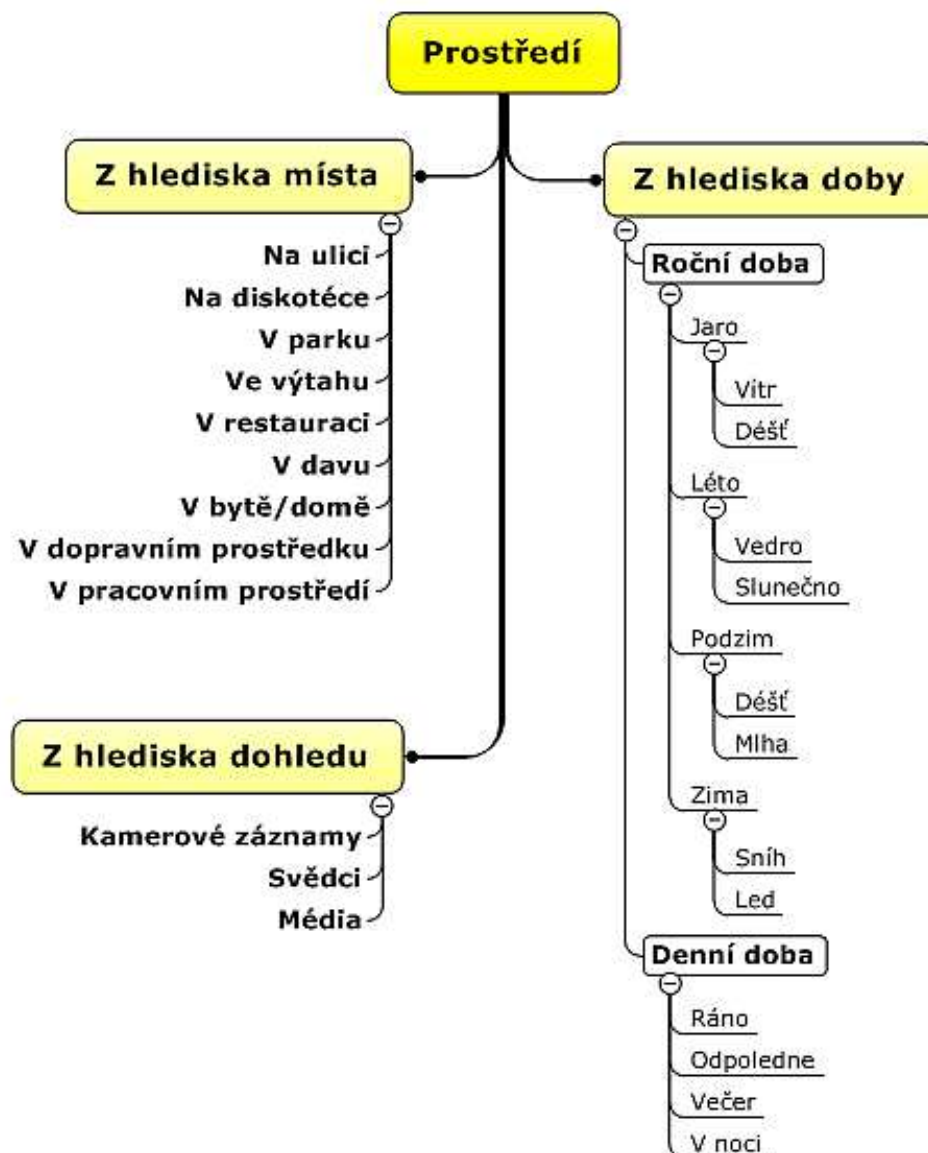 Prostředí
Z hlediska místa
Na ulici
Na diskotéce
V parku
Ve výtahu
V restauraci
V davu
V bytě/domě
V dopravním prostředku
V pracovním prostředí
Z hlediska dohledu
Kamerové záznamy
Svědci
Média
Z hlediska doby
Roční doba
Jaro
Vítr
Déšť
Léto
Vedro
Slunečno
Podzim
Déšť
Mlha
Zima
Sníh
Led
Denní doba
Ráno
Odpoledne
Večer
V noci